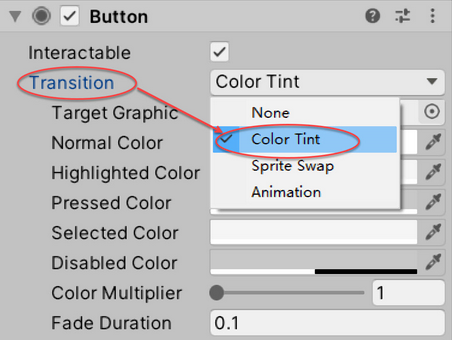 Button
Interactable
Transition Color Tint
Target Graphic
None
Normal Color
Color Tint
Highlighted Color
Sprite Swap
Pressed Color
Animation
Selected Color
Disabled Color
Color Multiplier 1
Fade Duration 0.1